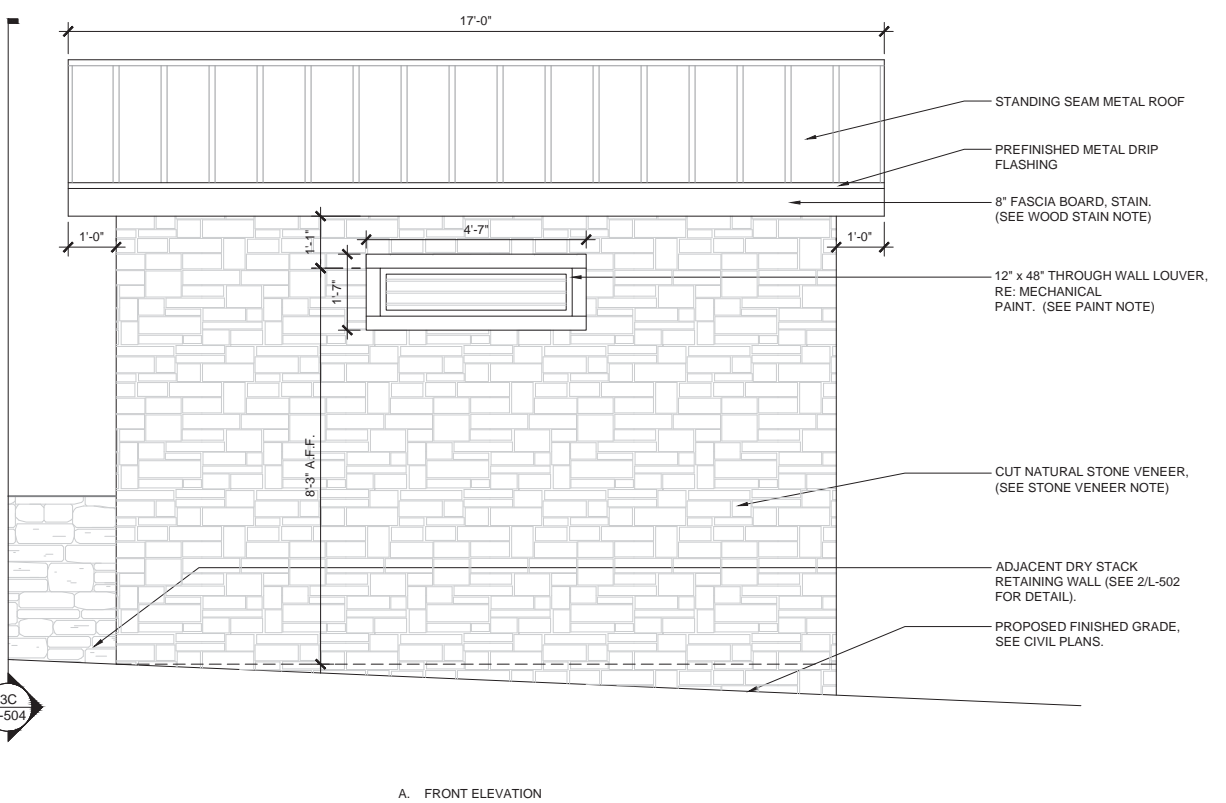 17'-0"
STANDING SEAM METAL ROOF
PREFINISHED METAL DRIP
FLASHING
8" FASCIA BOARD, STAIN.
(SEE WOOD STAIN NOTE)
1'-0"
1'-1"
4'-7"
1'-0"
1'-7"
12" x 48" THROUGH WALL LOUVER,
RE: MECHANICAL
PAINT. (SEE PAINT NOTE)
8'-3" A.F.F.
CUT NATURAL STONE VENEER,
(SEE STONE VENEER NOTE)
ADJACENT DRY STACK
RETAINING WALL (SEE 2/L-502
FOR DETAIL).
PROPOSED FINISHED GRADE,
SEE CIVIL PLANS.
3C
-504
A. FRONT ELEVATION